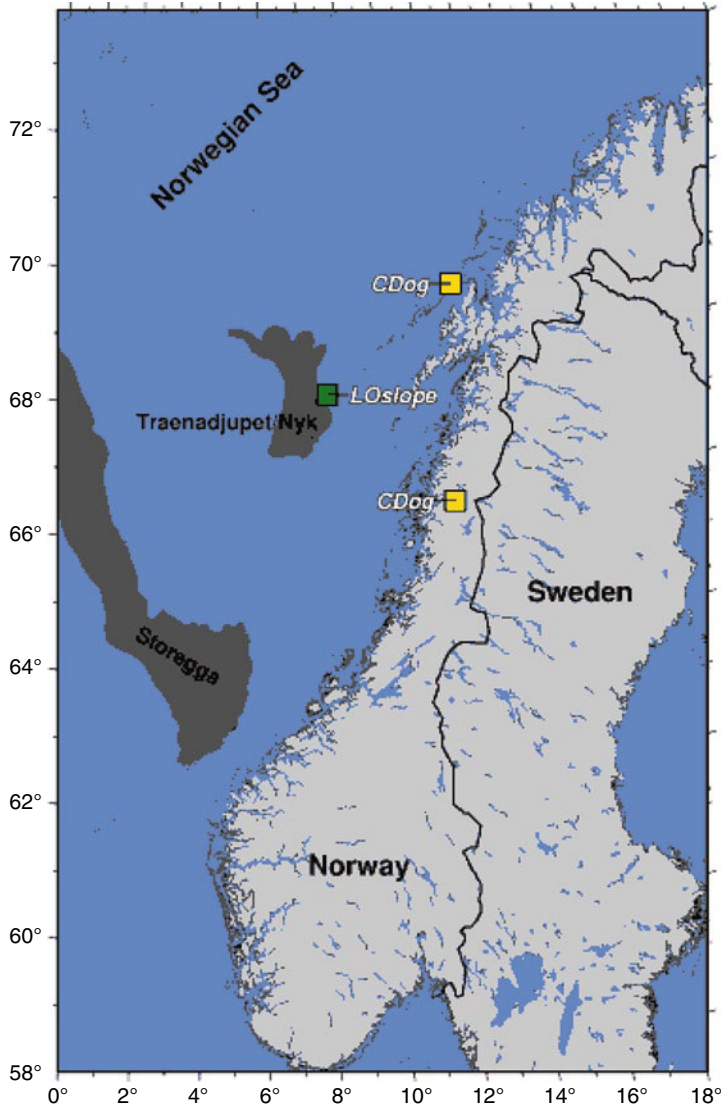 Norwegian Sea
72°
70°
CDog
68°
LOslope
Traenadjupet/Nyk
CDog
66°
Sweden
Storegga
64°
62°
Norway
60°
58°
0° 2° 4° 6° 8° 10° 12° 14° 16° 18°